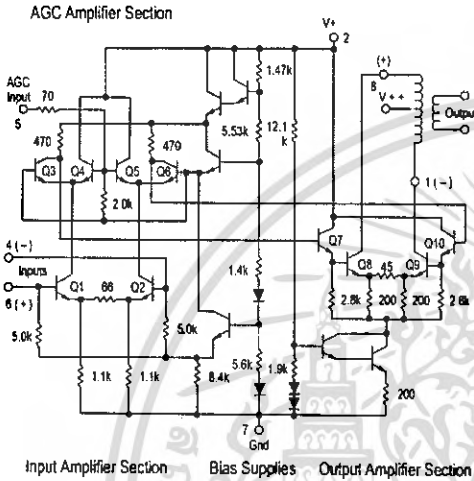 AGC Amplifier Section
V+
2
(+)
8
1.47k
AGC
Input
70
5
V++
Output
5.53k
12.1
k
470
470
Q3
Q4
Q5
Q6
1 (−)
2.0k
Q7
Q10
Q8
45
Q9
4 (−)
1.4k
Inputs
Q1
66
Q2
2.8k
200
200
2.8k
6 (+)
5.0k
5.0k
5.6k
1.9k
1.1k
1.1k
8.4k
200
7
Gnd
Input Amplifier Section
Bias Supplies
Output Amplifier Section